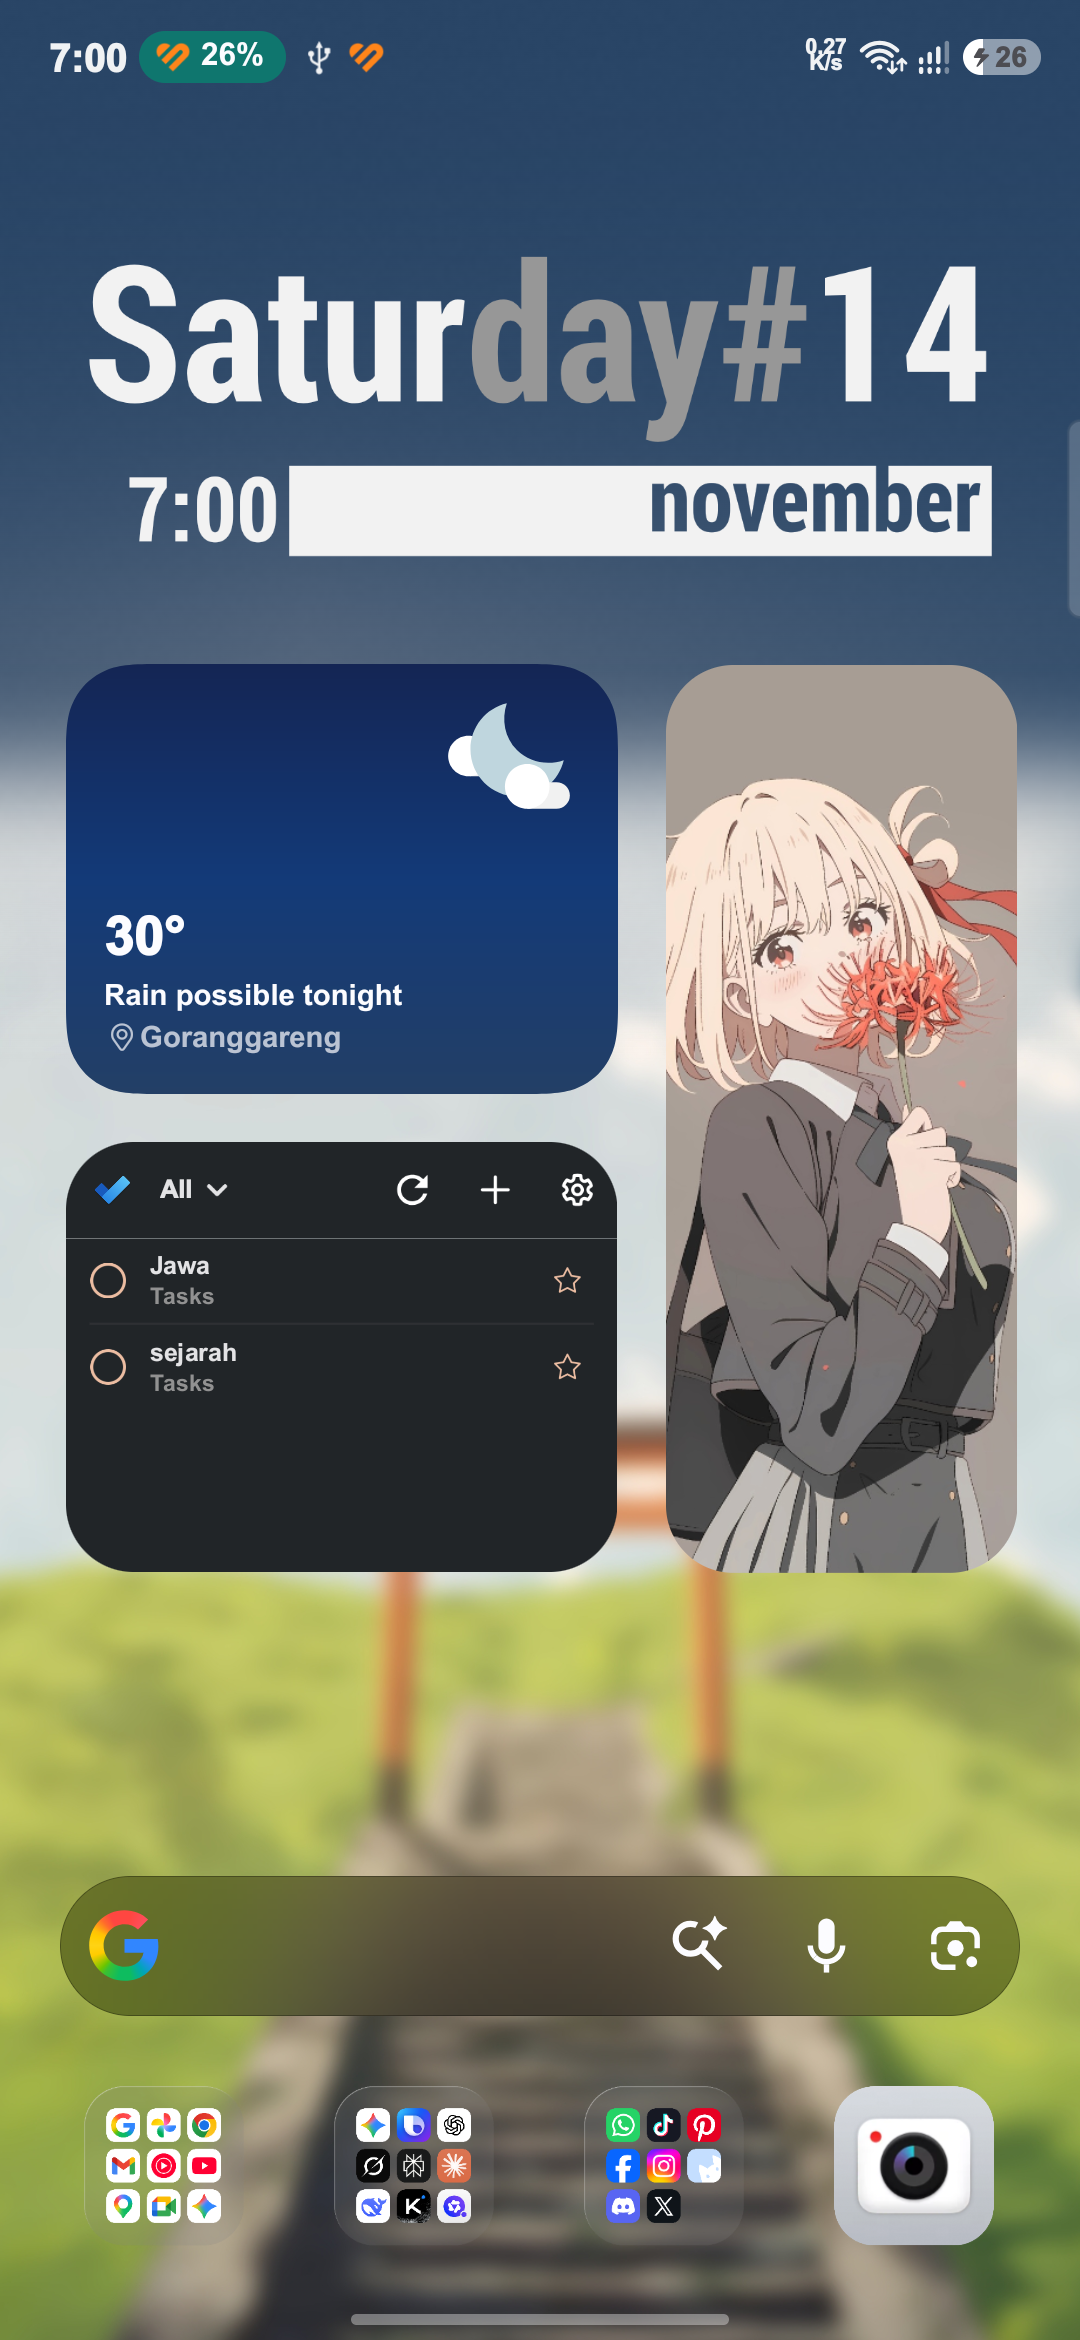 7:00 26% 0,27 K/s 26
Saturday#14
7:00 november
30°
Rain possible tonight
Goranggareng
All
Jawa
Tasks
sejarah
Tasks